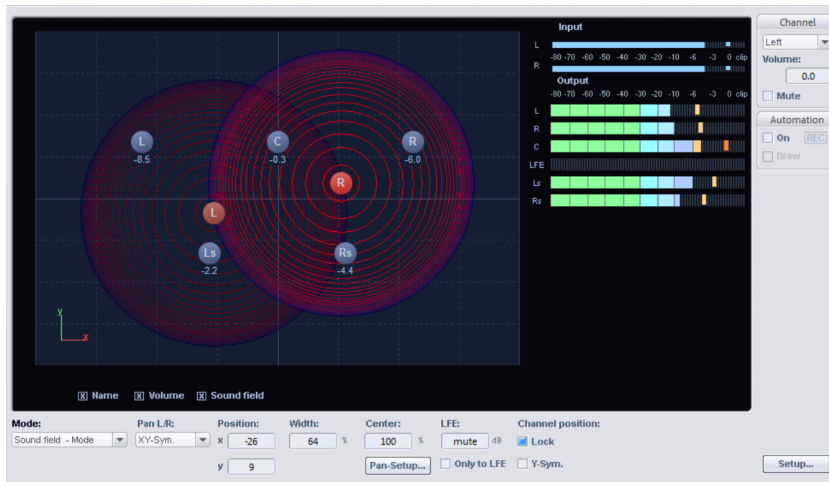 Input
L
-80 -70 -60 -50 -40 -30 -20 -10 -6 -3 0 clip
R
Output
-80 -70 -60 -50 -40 -30 -20 -10 -6 -3 0 clip
L
R
C
LFE
Ls
Rs
L
-8.5
C
-0.3
R
-6.0
R
L
Ls
-2.2
Rs
-4.4
y
x
Name Volume Sound field
Channel
Left
Volume:
0.0
Mute
Automation
On REC
Draw
Mode: Pan L/R: Position: Width: Center: LFE: Channel position:
Sound field - Mode XY-Sym. x -26 64 % 100 % mute dB Lock
y 9 Pan-Setup... Only to LFE Y-Sym. Setup...